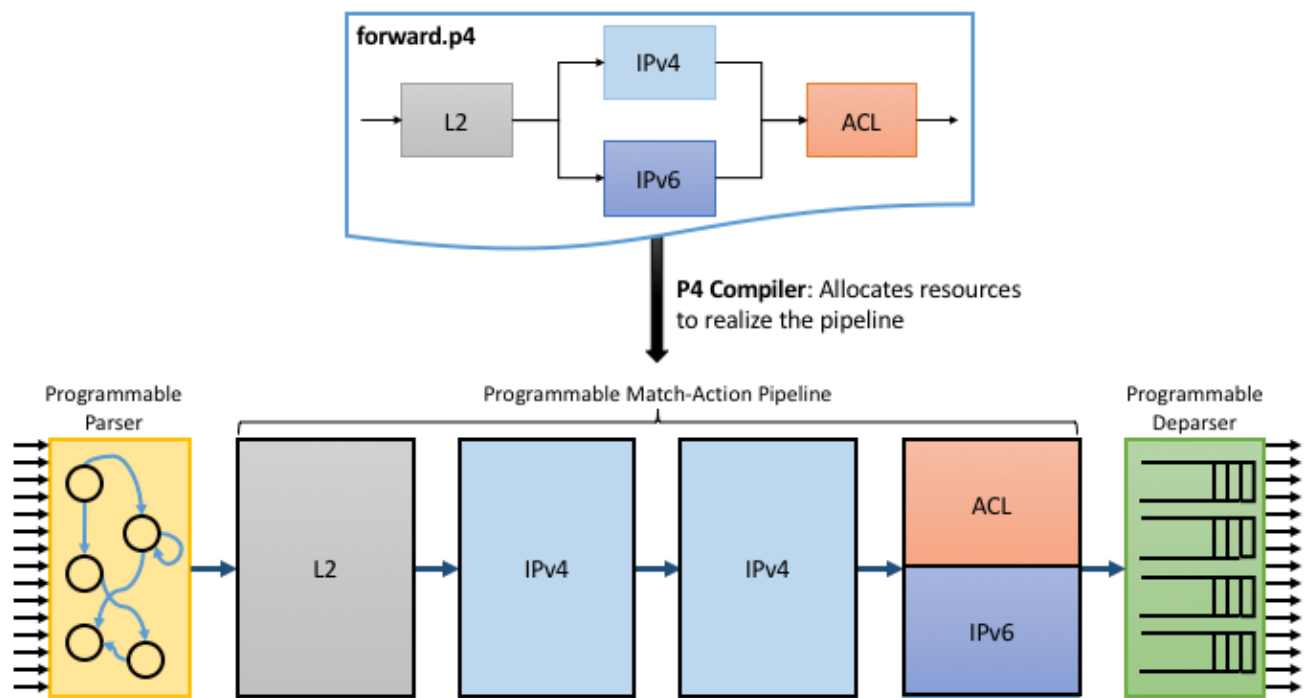 forward.p4
IPv4
L2
ACL
IPv6
P4 Compiler: Allocates resources
to realize the pipeline
Programmable
Parser
Programmable Match-Action Pipeline
Programmable
Deparser
L2
IPv4
IPv4
ACL
IPv6